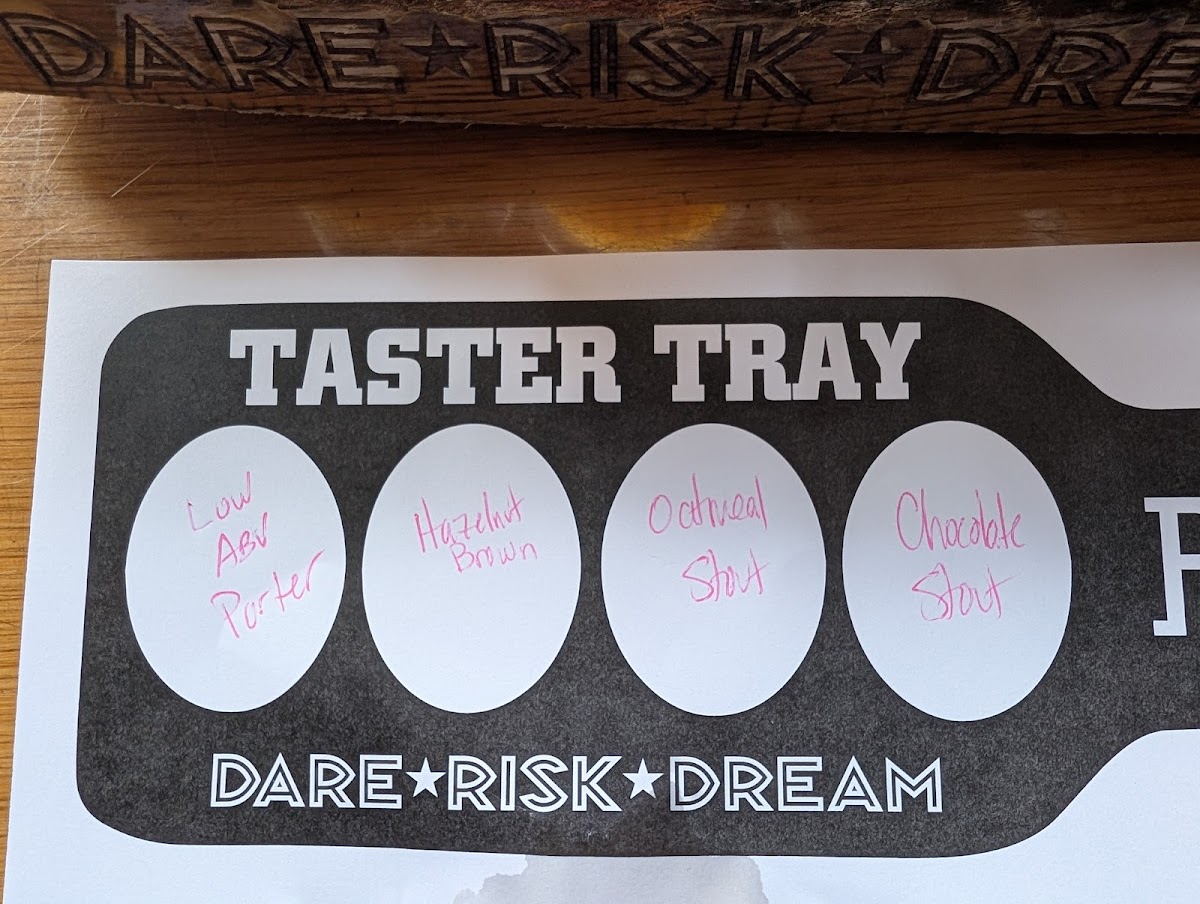 DARE★RISK★DRE
TASTER TRAY
Low
ABV
Porter
Hazelnut
Brown
Oatmeal
Stout
Chocolate
Stout
DARE★RISK★DREAM